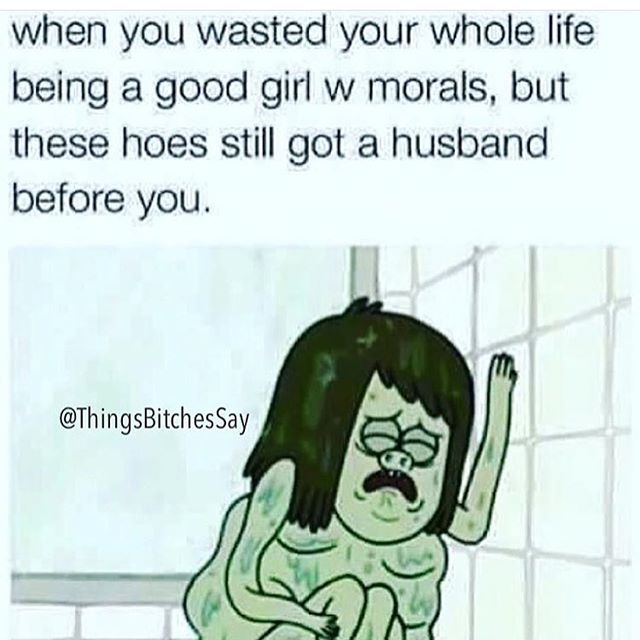 when you wasted your whole life
being a good girl w morals, but
these hoes still got a husband
before you.
@ThingsBitchesSay